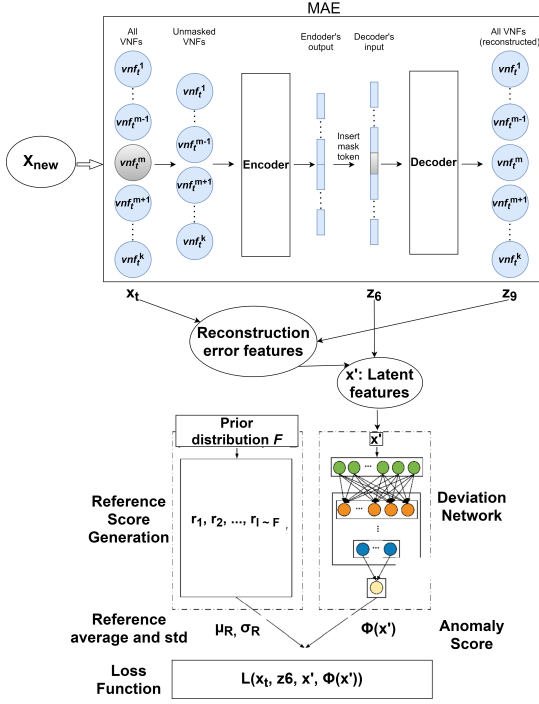 MAE
All
VNFs
Unmasked
VNFs
Endoder's
output
Decoder's
input
All VNFs
(reconstructed)
X_new
vnf_t^1
vnf_t^m-1
vnf_t^m
vnf_t^m+1
vnf_t^k
vnf_t^1
vnf_t^m-1
vnf_t^m+1
vnf_t^k
Encoder
Insert
mask
token
Decoder
vnf_t^1
vnf_t^m-1
vnf_t^m
vnf_t^m+1
vnf_t^k
x_t
z_6
z_9
Reconstruction
error features
x': Latent
features
Prior
distribution F
x'
Reference
Score
Generation
r_1, r_2, ..., r_l ~ F
Deviation
Network
Reference
average and std
μ_R, σ_R
Φ(x')
Anomaly
Score
Loss
Function
L(x_t, z6, x', Φ(x'))